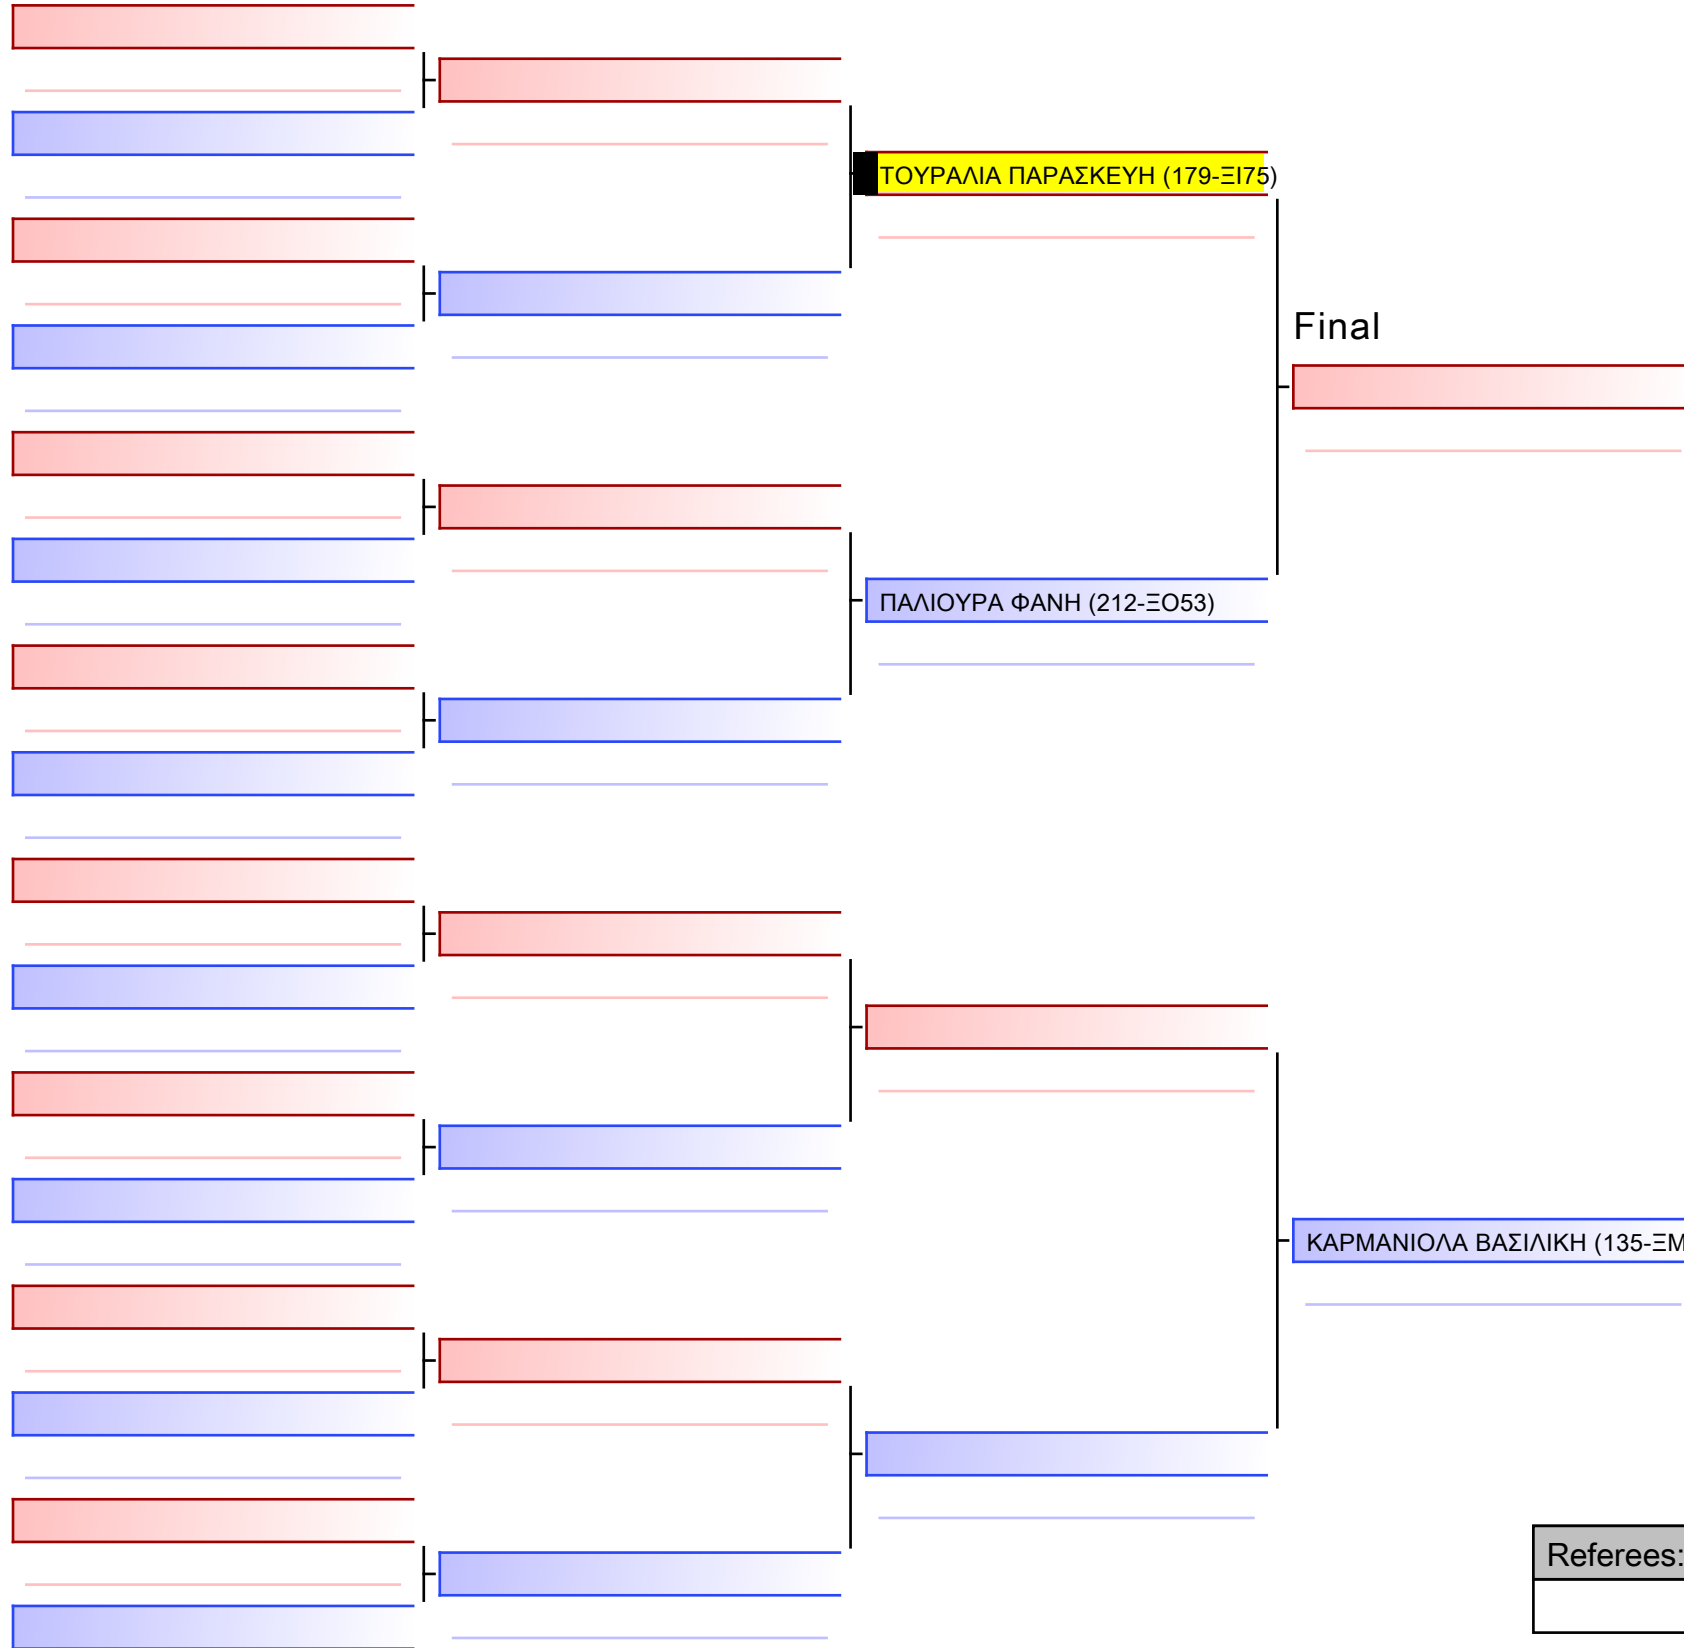 ΤΟΥΡΑΛΙΑ ΠΑΡΑΣΚΕΥΗ (179-ΞΙ75)
Final
ΠΑΛΙΟΥΡΑ ΦΑΝΗ (212-ΞΟ53)
ΚΑΡΜΑΝΙΟΛΑ ΒΑΣΙΛΙΚΗ (135-ΞΜ
Referees: